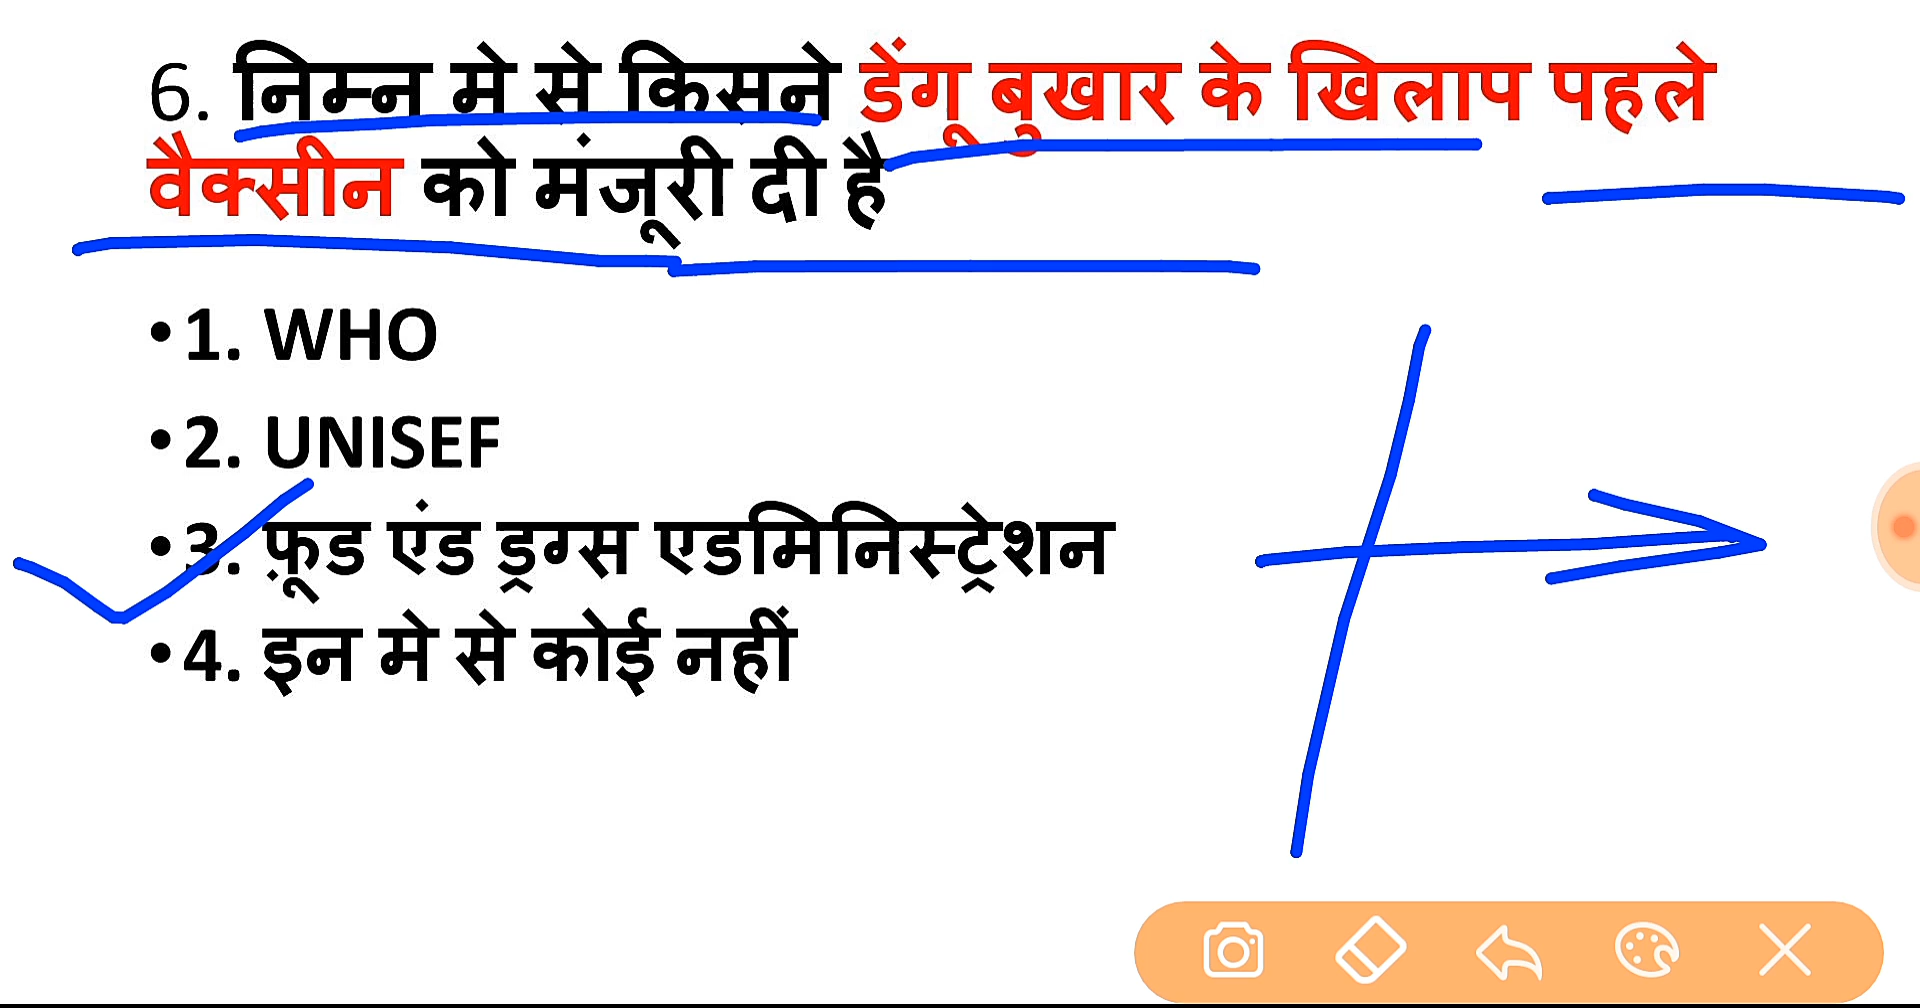 6. निम्न मे से किसने डेंगू बुखार के खिलाप पहले
वैक्सीन को मंजूरी दी है
•1. WHO
•2. UNISEF
•3. फ़ूड एंड ड्रग्स एडमिनिस्ट्रेशन
•4. इन मे से कोई नहीं